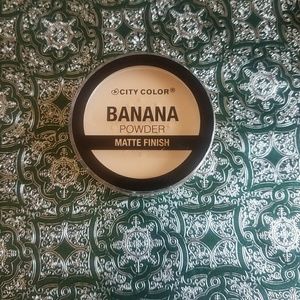 CITY COLOR®
BANANA
POWDER
MATTE FINISH